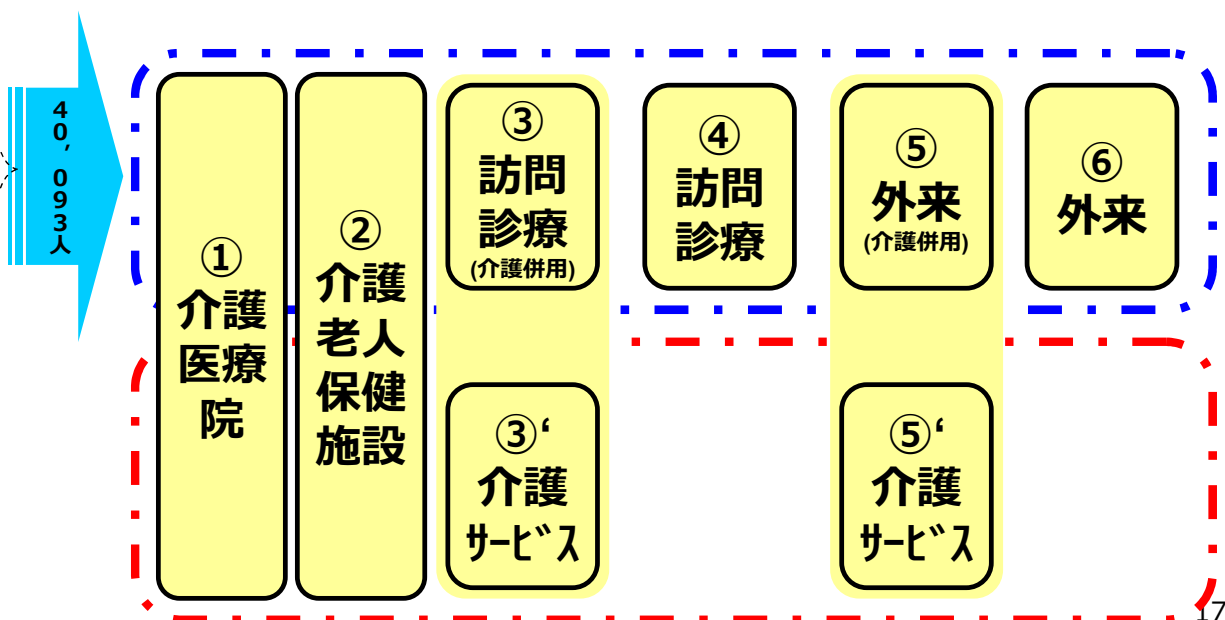 40,093人
①
介護
医療
院
②
介護
老人
保健
施設
③
訪問
診療
(介護併用)
④
訪問
診療
⑤
外来
(介護併用)
⑥
外来
③‘
介護
ｻｰﾋﾞｽ
⑤‘
介護
ｻｰﾋﾞｽ
17